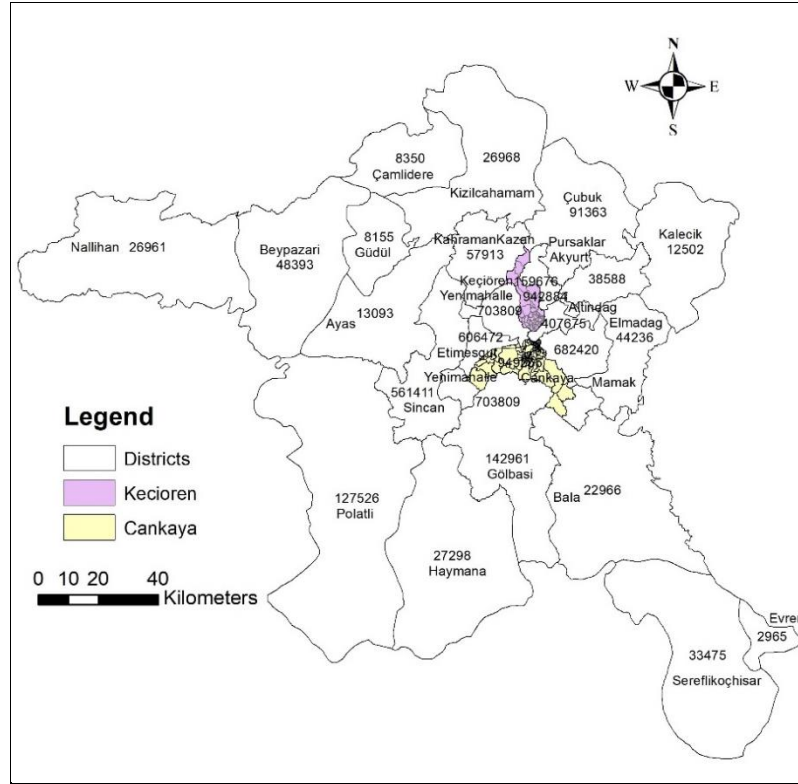 N
W E
S
8350
Çamlidere
26968
Kizilcahamam
Çubuk
91363
Kalecik
12502
Nallihan 26961
Beypazari
48393
8155
Güdül
KahramanKazan
57913
Pursaklar
Akyurt
Keçiören
159676
38588
Yenimahalle
942884
703809
Altindag
407675
Elmadag
44236
13093
Ayas
606472
Etimesgut
682420
Çankaya
Yenimahalle
703809
Mamak
561411
Sincan
Legend
Districts
Kecioren
Cankaya
0 10 20 40
Kilometers
127526
Polatli
142961
Gölbasi
Bala
22966
27298
Haymana
Evren
2965
33475
Sereflikoçhisar